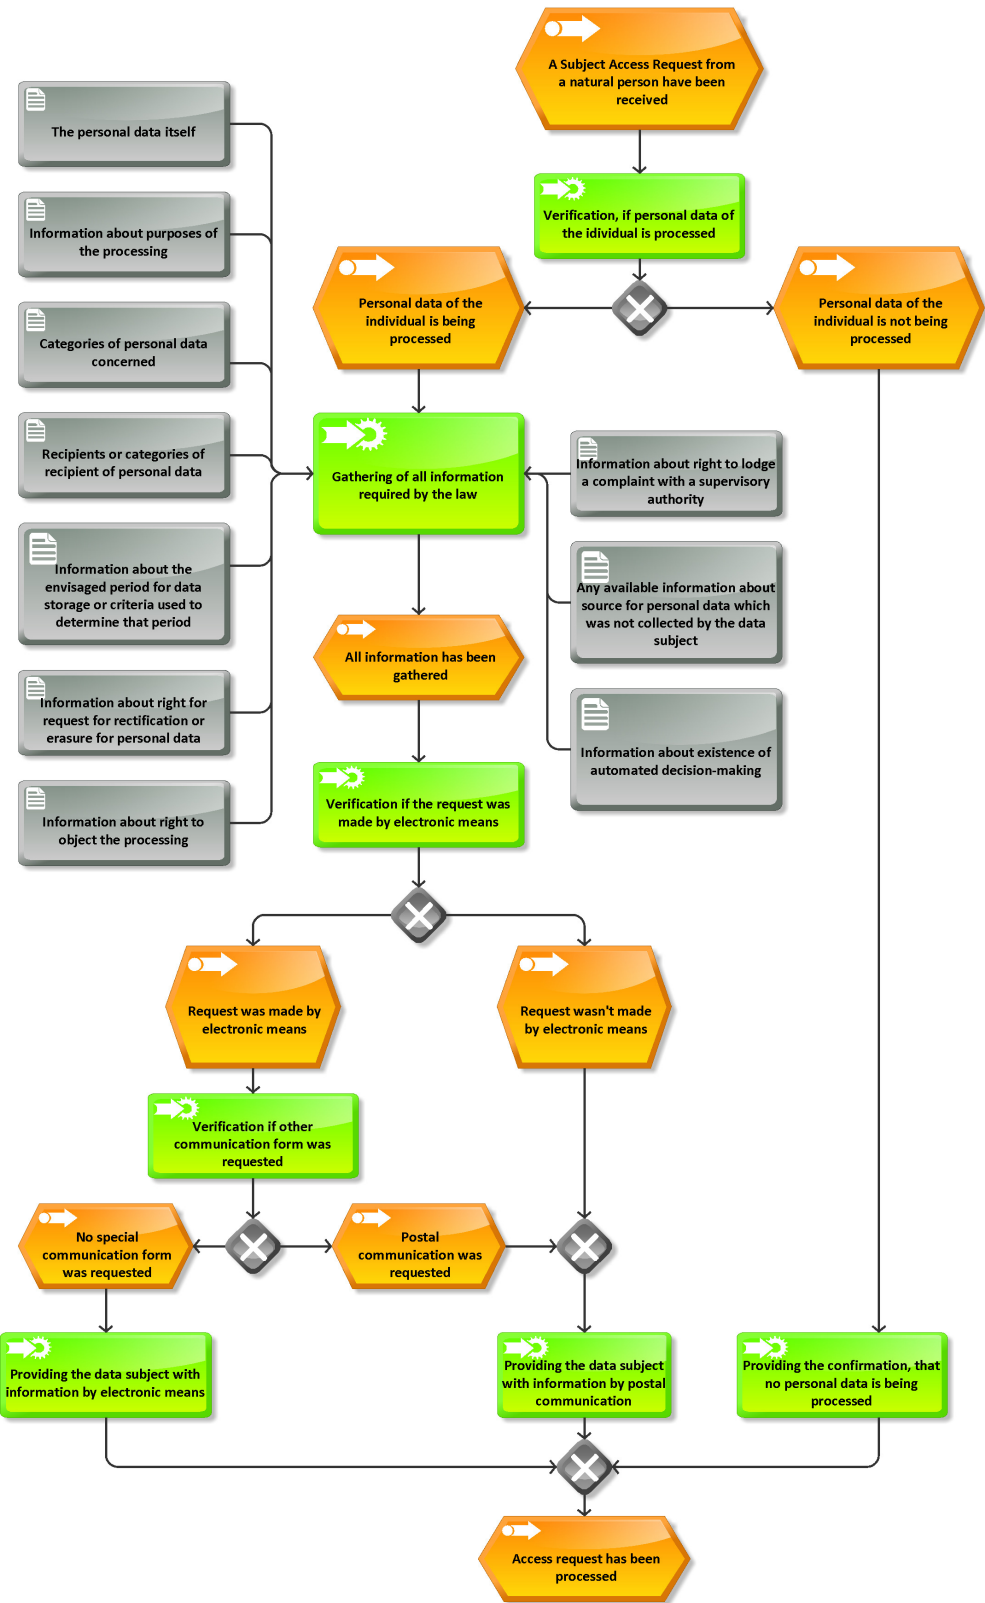 A Subject Access Request from
a natural person have been
received
Verification, if personal data of
the idividual is processed
Personal data of the
individual is being
processed
Personal data of the
individual is not being
processed
The personal data itself
Information about purposes of
the processing
Categories of personal data
concerned
Recipients or categories of
recipient of personal data
Information about the
envisaged period for data
storage or criteria used to
determine that period
Information about right for
request for rectification or
erasure for personal data
Information about right to
object the processing
Gathering of all information
required by the law
Information about right to lodge
a complaint with a supervisory
authority
Any available information about
source for personal data which
was not collected by the data
subject
Information about existence of
automated decision-making
All information has been
gathered
Verification if the request was
made by electronic means
Request was made by
electronic means
Request wasn't made
by electronic means
Verification if other
communication form was
requested
No special
communication form
was requested
Postal
communication was
requested
Providing the data subject with
information by electronic means
Providing the data subject
with information by postal
communication
Providing the confirmation, that
no personal data is being
processed
Access request has been
processed